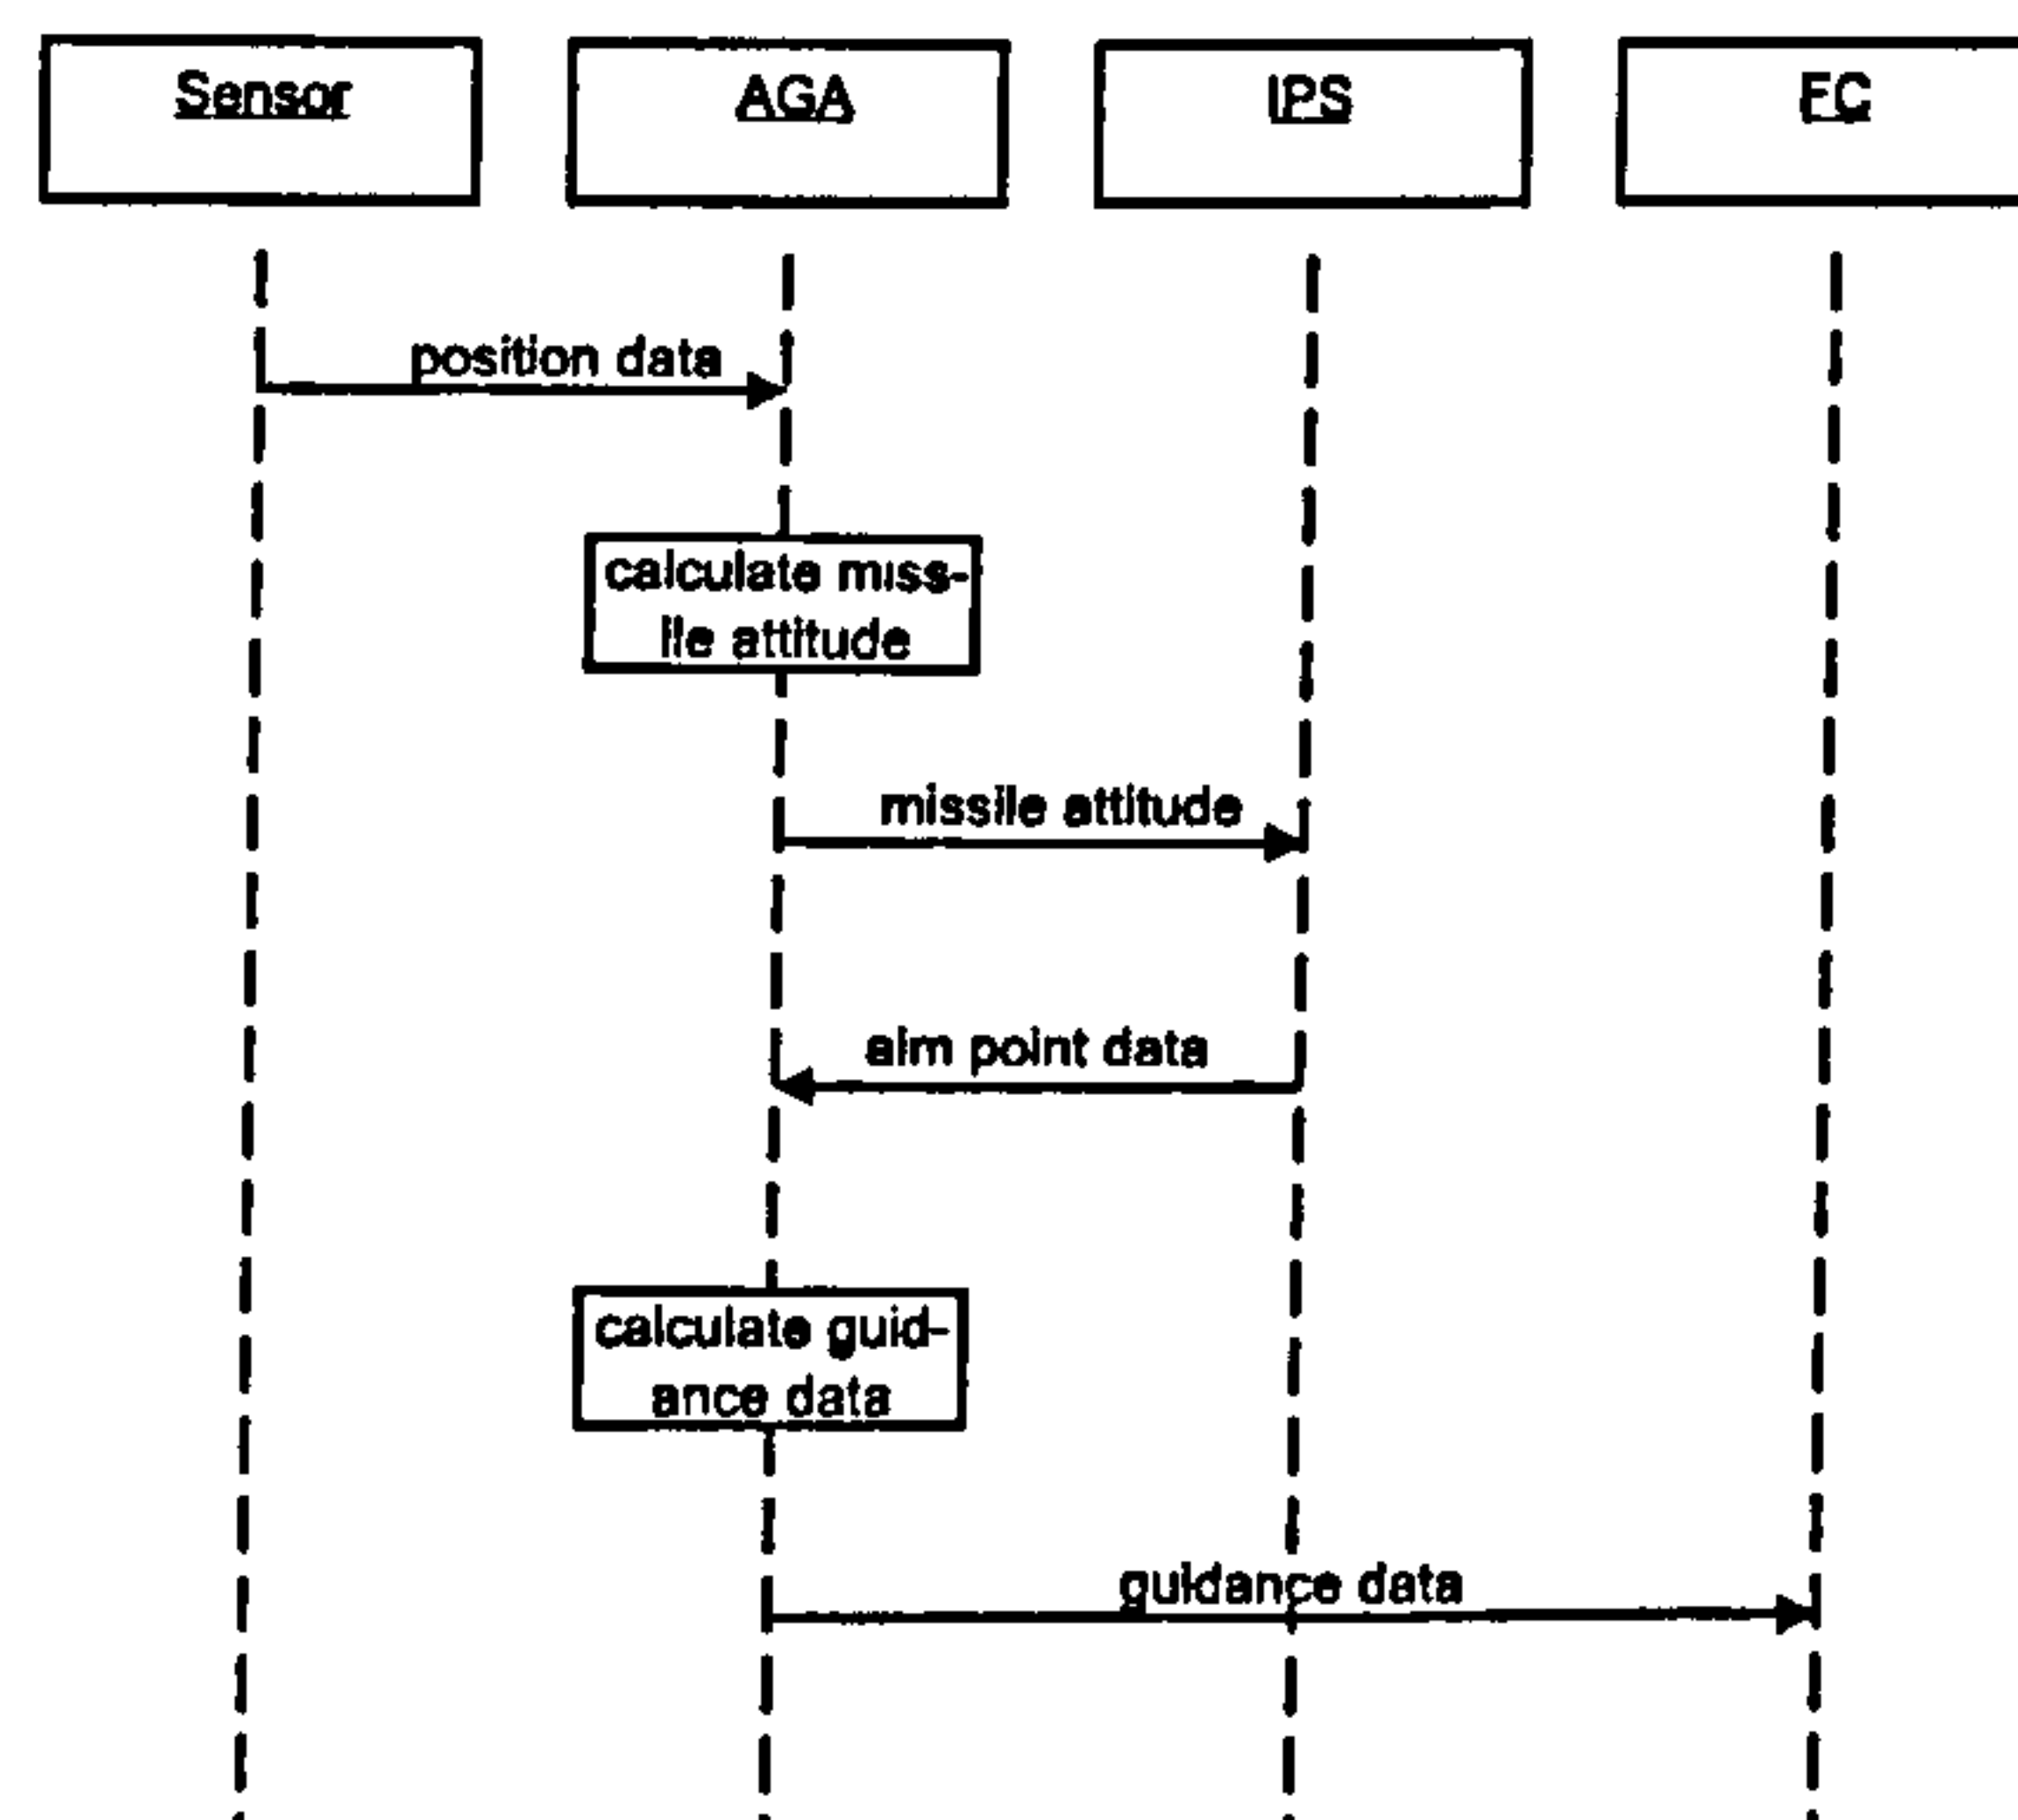 Sensor
AGA
IPS
FC
position data
calculate miss-
ile attitude
missile attitude
aim point data
calculate guid-
ance data
guidance data